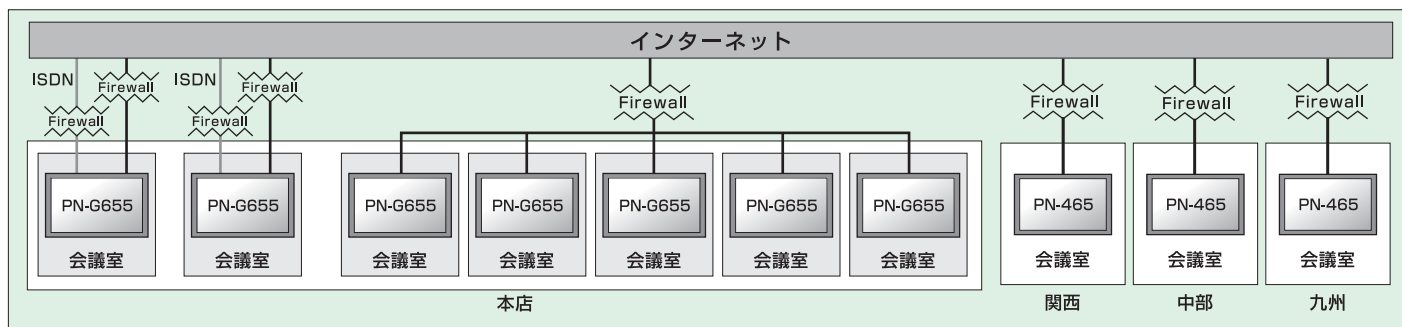 インターネット
ISDN
Firewall
Firewall
ISDN
Firewall
Firewall
Firewall
Firewall
Firewall
Firewall
PN-G655
会議室
PN-G655
会議室
PN-G655
会議室
PN-G655
会議室
PN-G655
会議室
PN-G655
会議室
PN-G655
会議室
PN-465
会議室
PN-465
会議室
PN-465
会議室
本店
関西
中部
九州